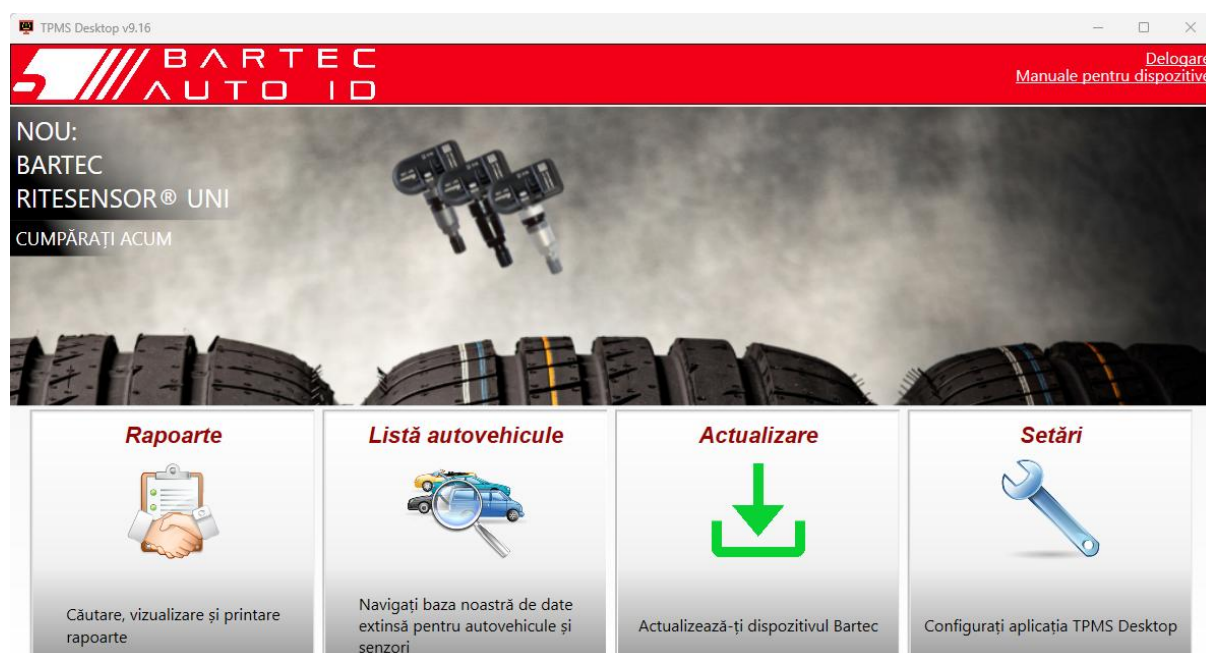 TPMS Desktop v9.16
BARTEC
AUTO ID
Delogare
Manuale pentru dispozitive
NOU:
BARTEC
RITESENSOR® UNI
CUMPĂRAȚI ACUM
Rapoarte
Listă autovehicule
Actualizare
Setări
Căutare, vizualizare și printare
rapoarte
Navigați baza noastră de date
extinsă pentru autovehicule și
senzori
Actualizează-ți dispozitivul Bartec
Configurați aplicația TPMS Desktop